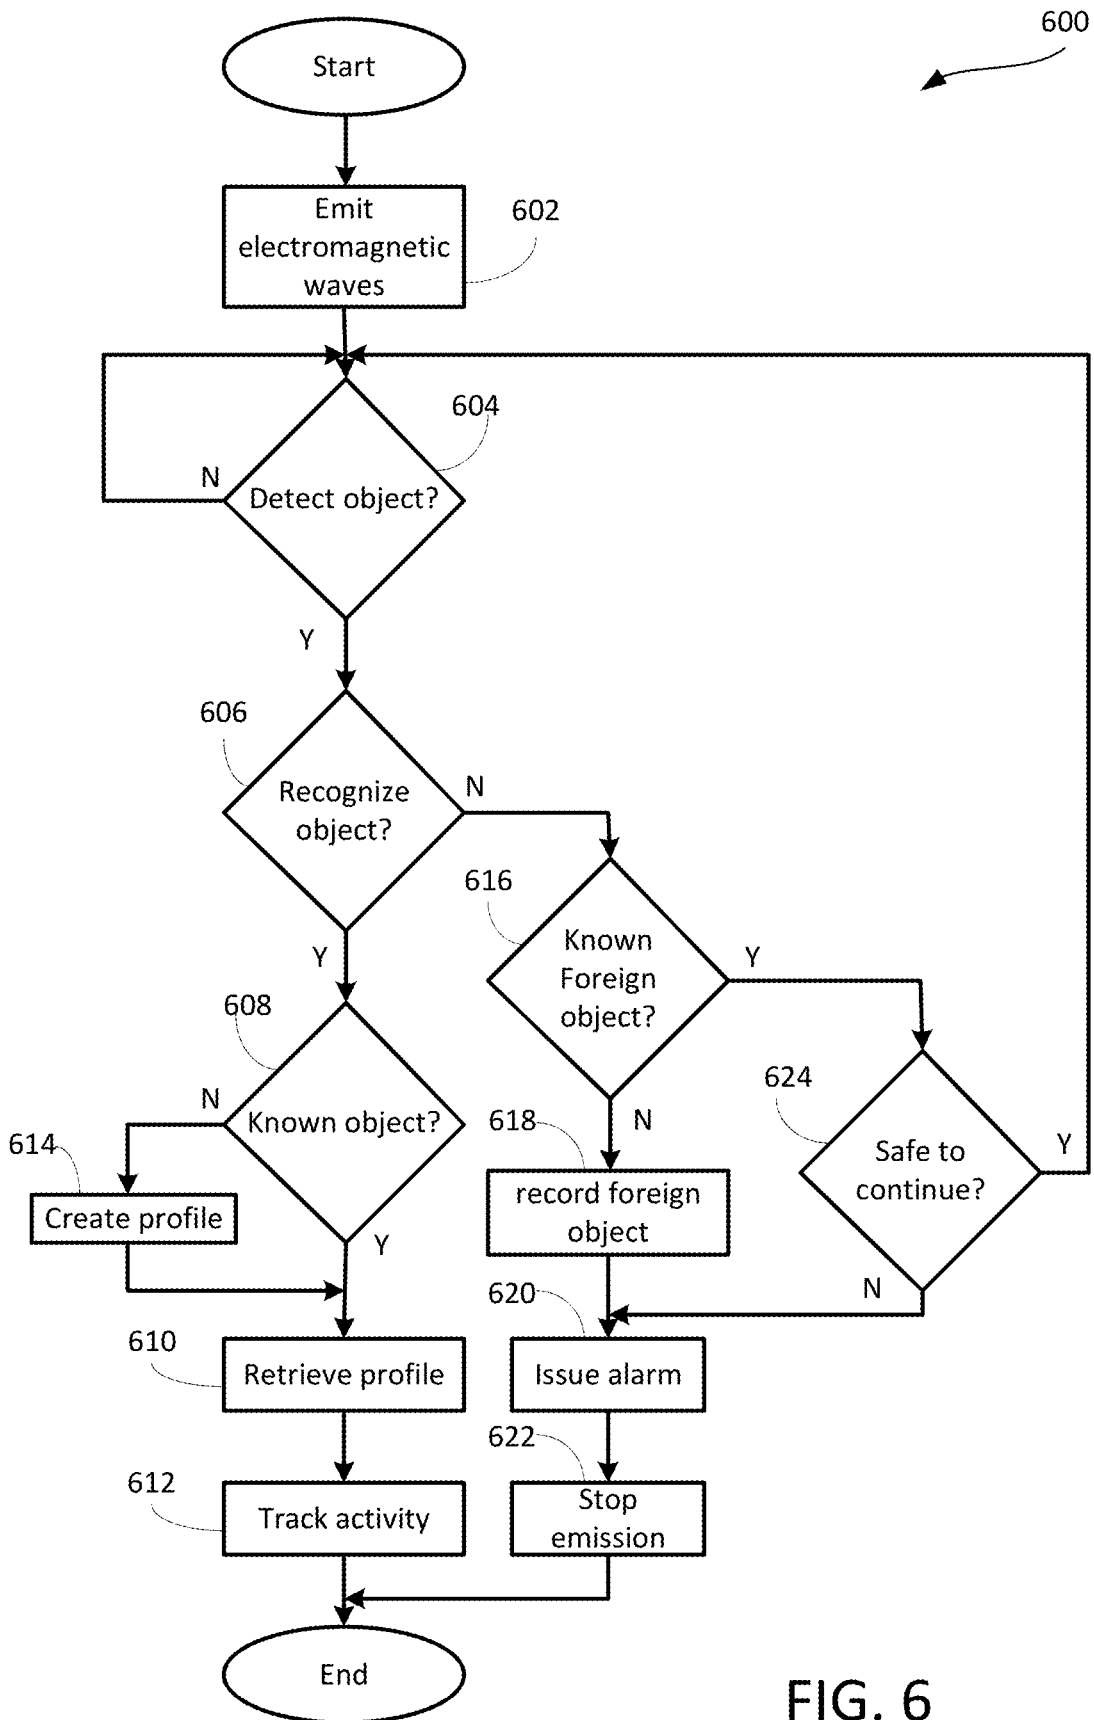 600
Start
Emit
electromagnetic
waves
602
604
N
Detect object?
Y
606
Recognize
object?
N
616
Known
Foreign
object?
Y
Y
608
N
Known object?
624
Safe to
continue?
Y
614
Create profile
Y
N
618
record foreign
object
N
620
610
Retrieve profile
Issue alarm
622
612
Track activity
Stop
emission
End
FIG. 6